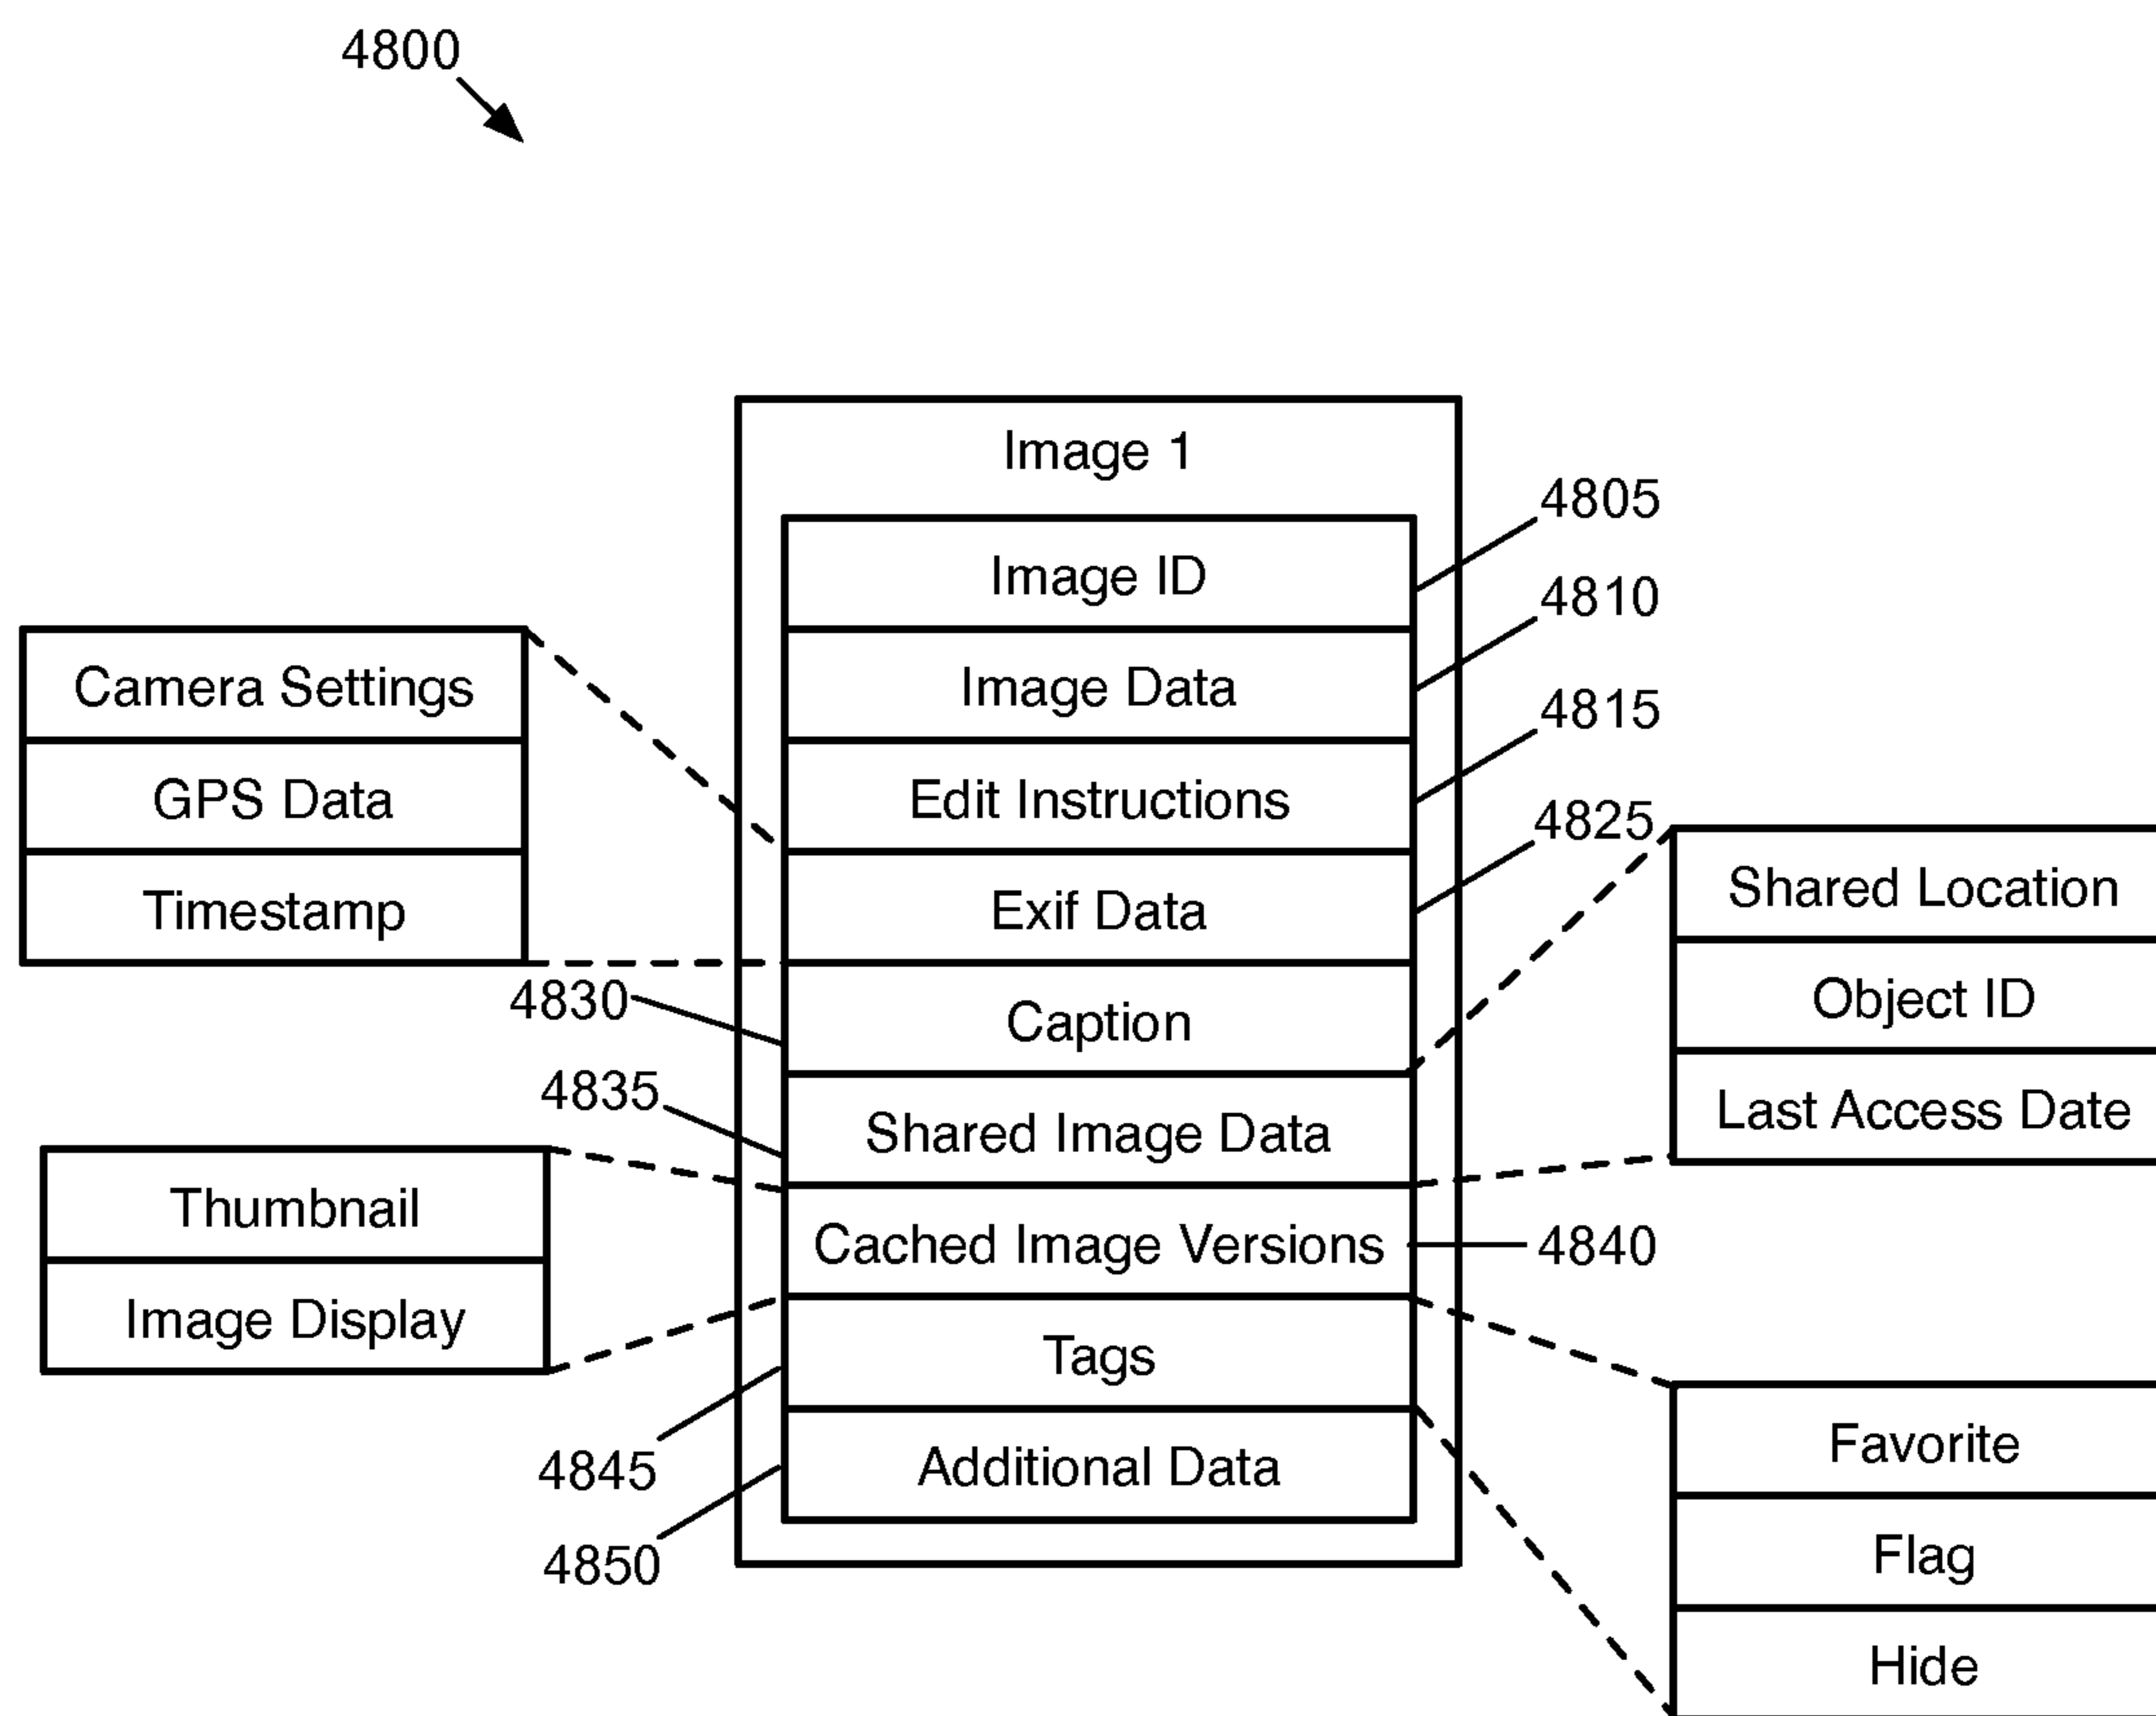 4800
Image 1
Image ID
4805
Image Data
4810
Edit Instructions
4815
Exif Data
4825
Camera Settings
GPS Data
Timestamp
4830
Caption
4835
Shared Image Data
Shared Location
Object ID
Last Access Date
Cached Image Versions
4840
Thumbnail
Image Display
Tags
4845
Additional Data
4850
Favorite
Flag
Hide